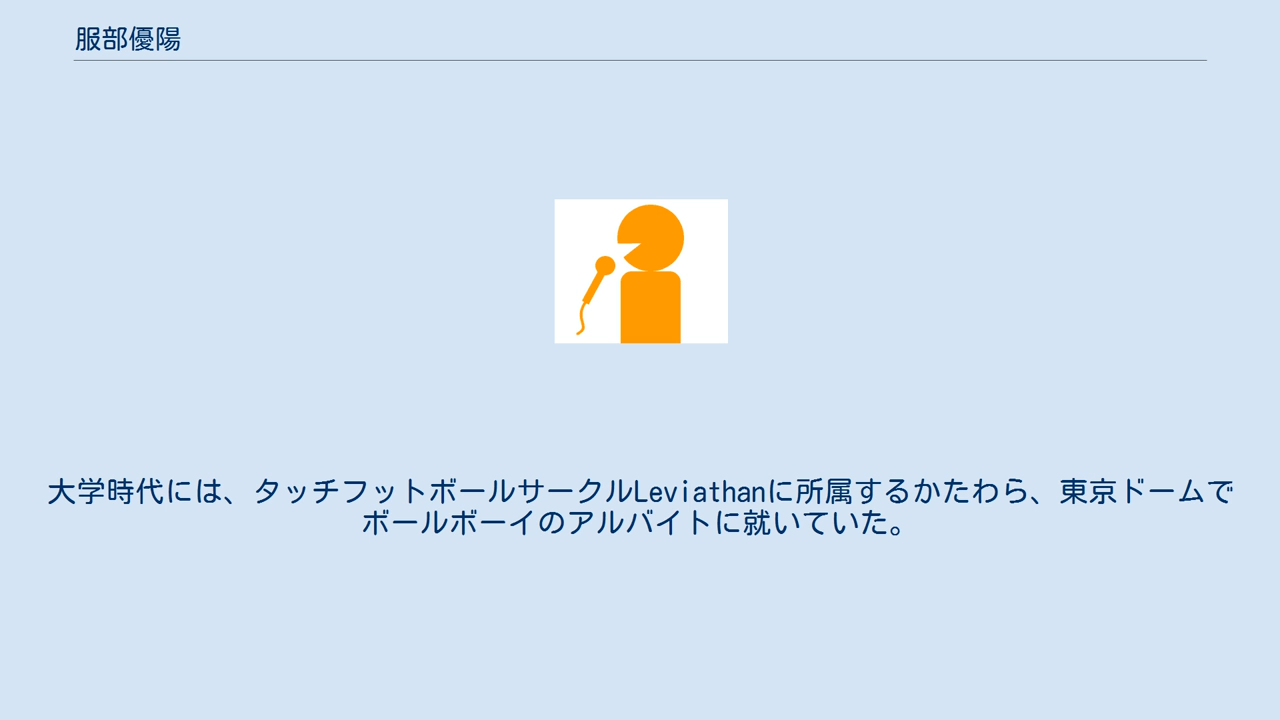 服部優陽
大学時代には、タッチフットボールサークルLeviathanに所属するかたわら、東京ドームで
ボールボーイのアルバイトに就いていた。